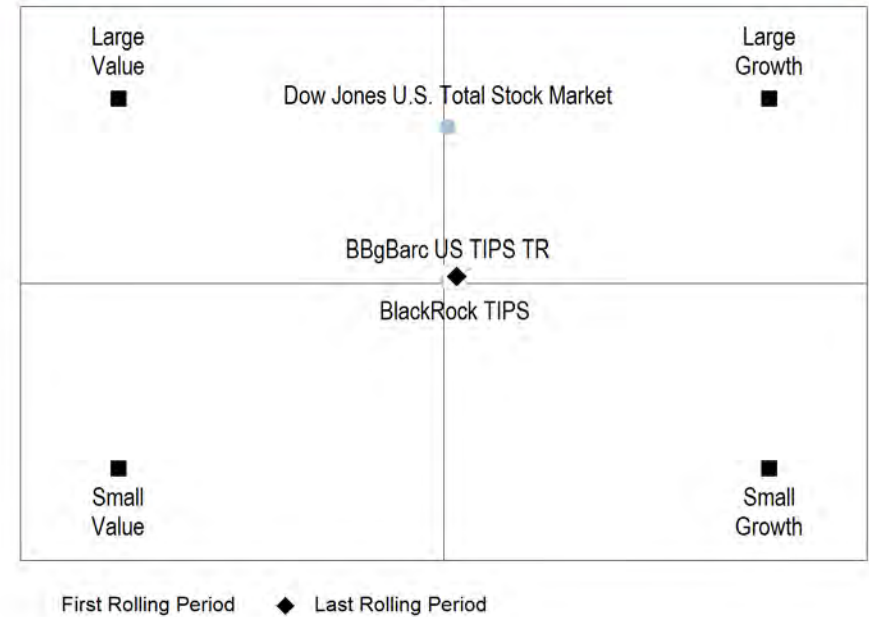 Large
Value
Large
Growth
Dow Jones U.S. Total Stock Market
BBgBarc US TIPS TR
BlackRock TIPS
Small
Value
Small
Growth
First Rolling Period
Last Rolling Period